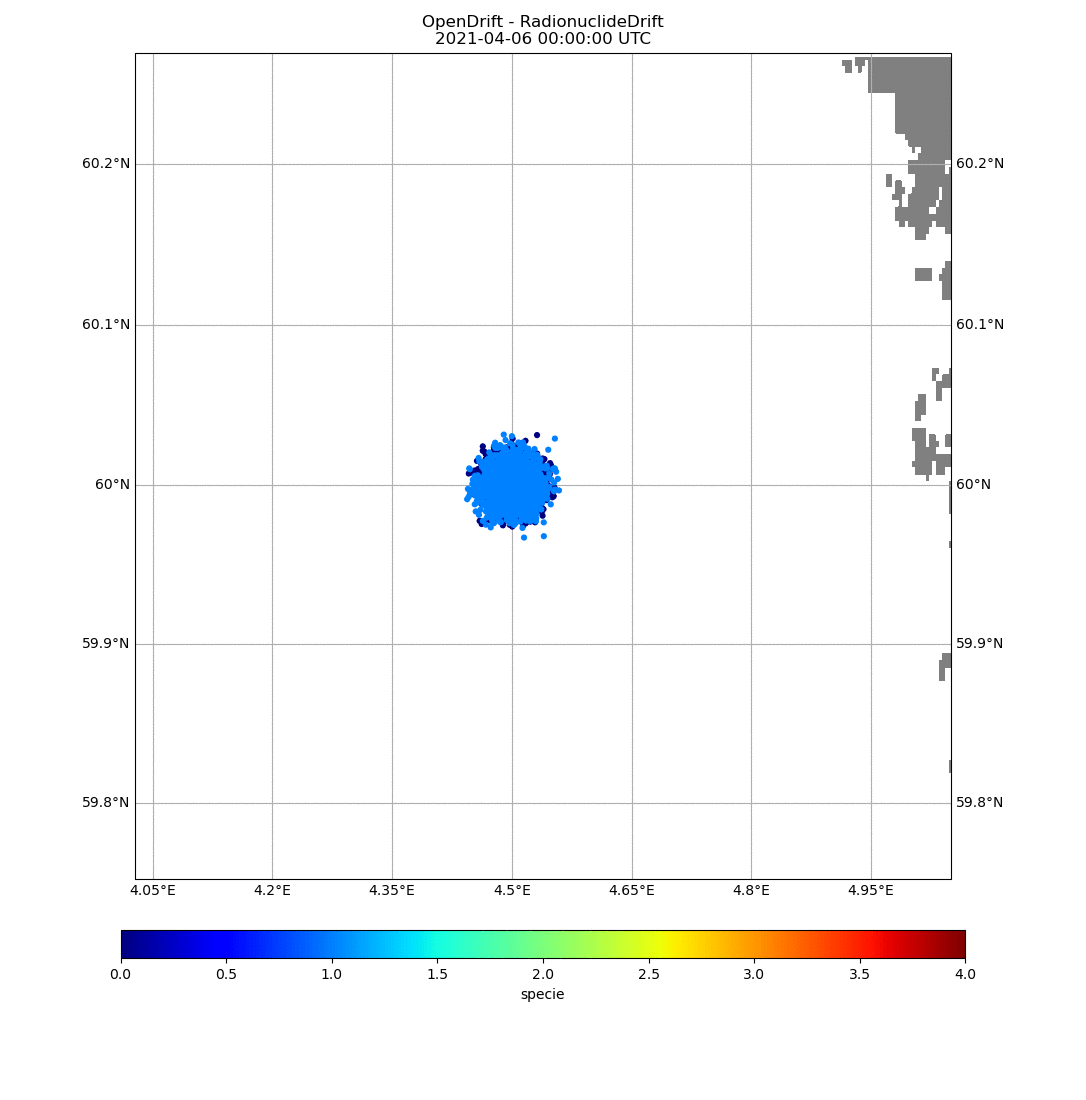 OpenDrift - RadionuclideDrift
2021-04-06 00:00:00 UTC
60.2°N 60.2°N
60.1°N 60.1°N
60°N 60°N
59.9°N 59.9°N
59.8°N 59.8°N
4.05°E 4.2°E 4.35°E 4.5°E 4.65°E 4.8°E 4.95°E
0.0 0.5 1.0 1.5 2.0 2.5 3.0 3.5 4.0
specie